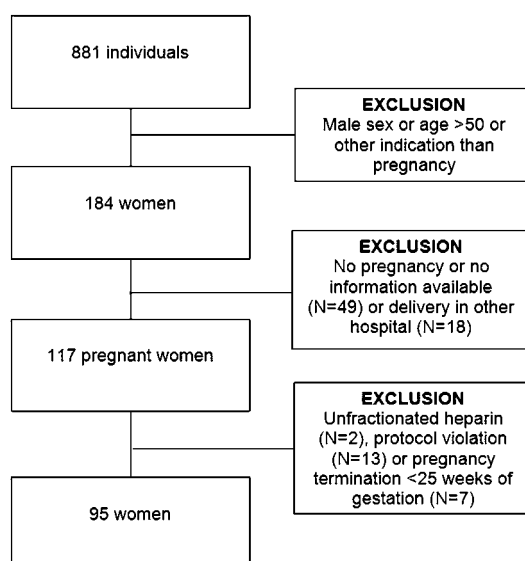 881 individuals
EXCLUSION
Male sex or age >50 or
other indication than
pregnancy
184 women
EXCLUSION
No pregnancy or no
information available
(N=49) or delivery in other
hospital (N=18)
117 pregnant women
EXCLUSION
Unfractionated heparin
(N=2), protocol violation
(N=13) or pregnancy
termination <25 weeks of
gestation (N=7)
95 women